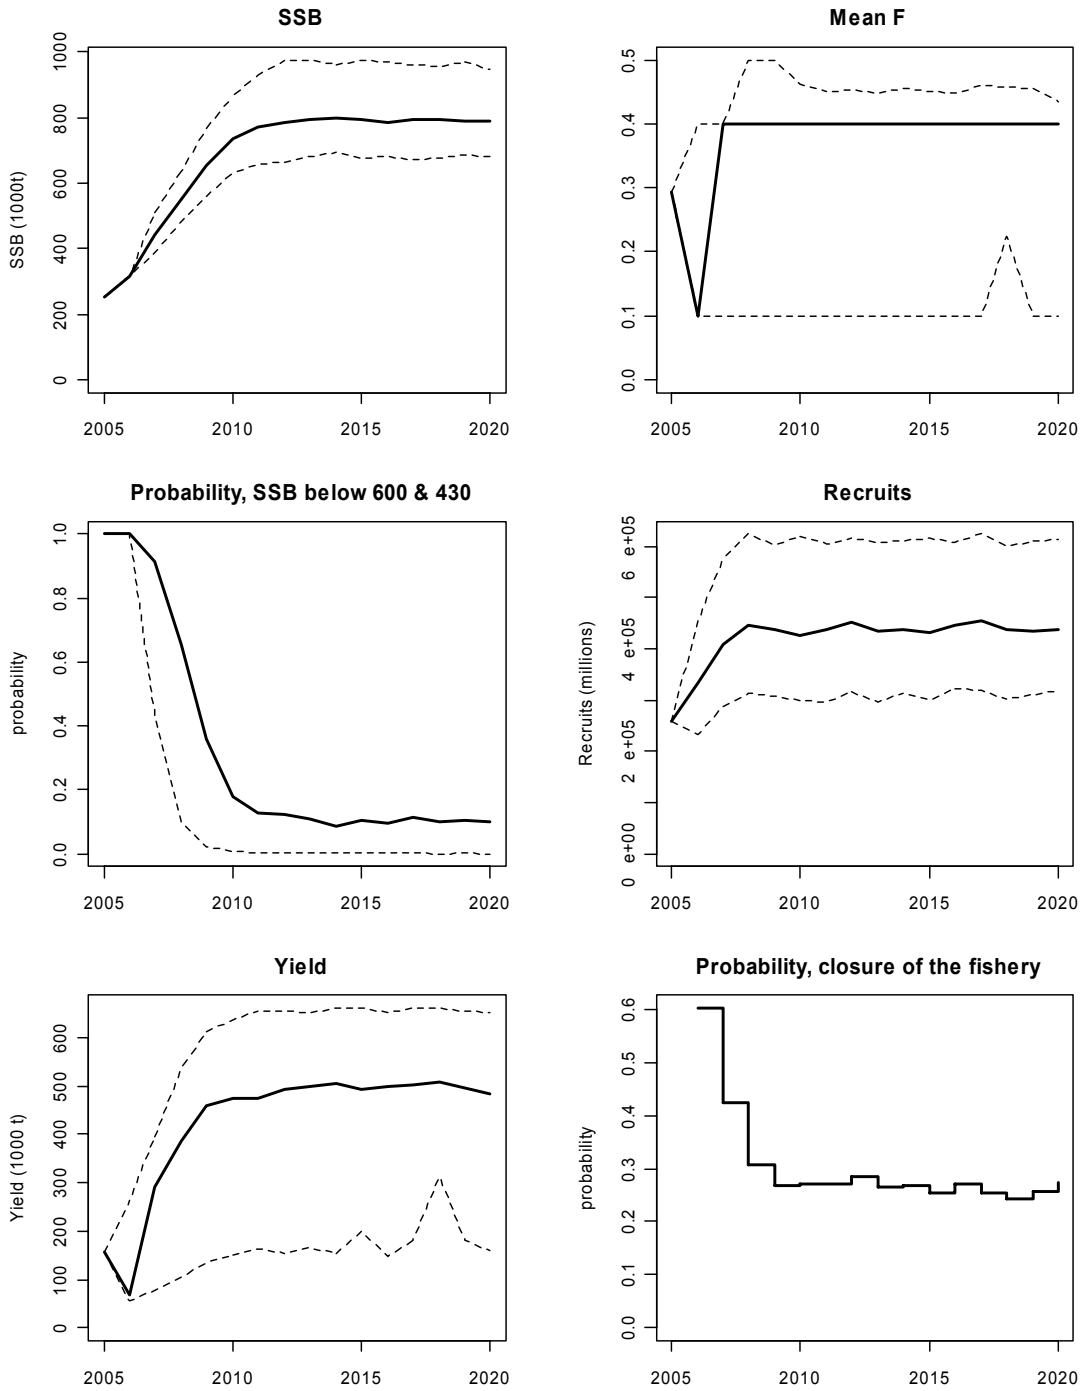 SSB
SSB (1000t)
1000
800
600
400
200
0
2005 2010 2015 2020
Mean F
0.5
0.4
0.3
0.2
0.1
0.0
2005 2010 2015 2020
Probability, SSB below 600 & 430
probability
1.0
0.8
0.6
0.4
0.2
0.0
2005 2010 2015 2020
Recruits
Recruits (millions)
6 e+05
4 e+05
2 e+05
0 e+00
2005 2010 2015 2020
Yield
Yield (1000 t)
600
500
400
300
200
100
0
2005 2010 2015 2020
Probability, closure of the fishery
probability
0.6
0.5
0.4
0.3
0.2
0.1
0.0
2005 2010 2015 2020